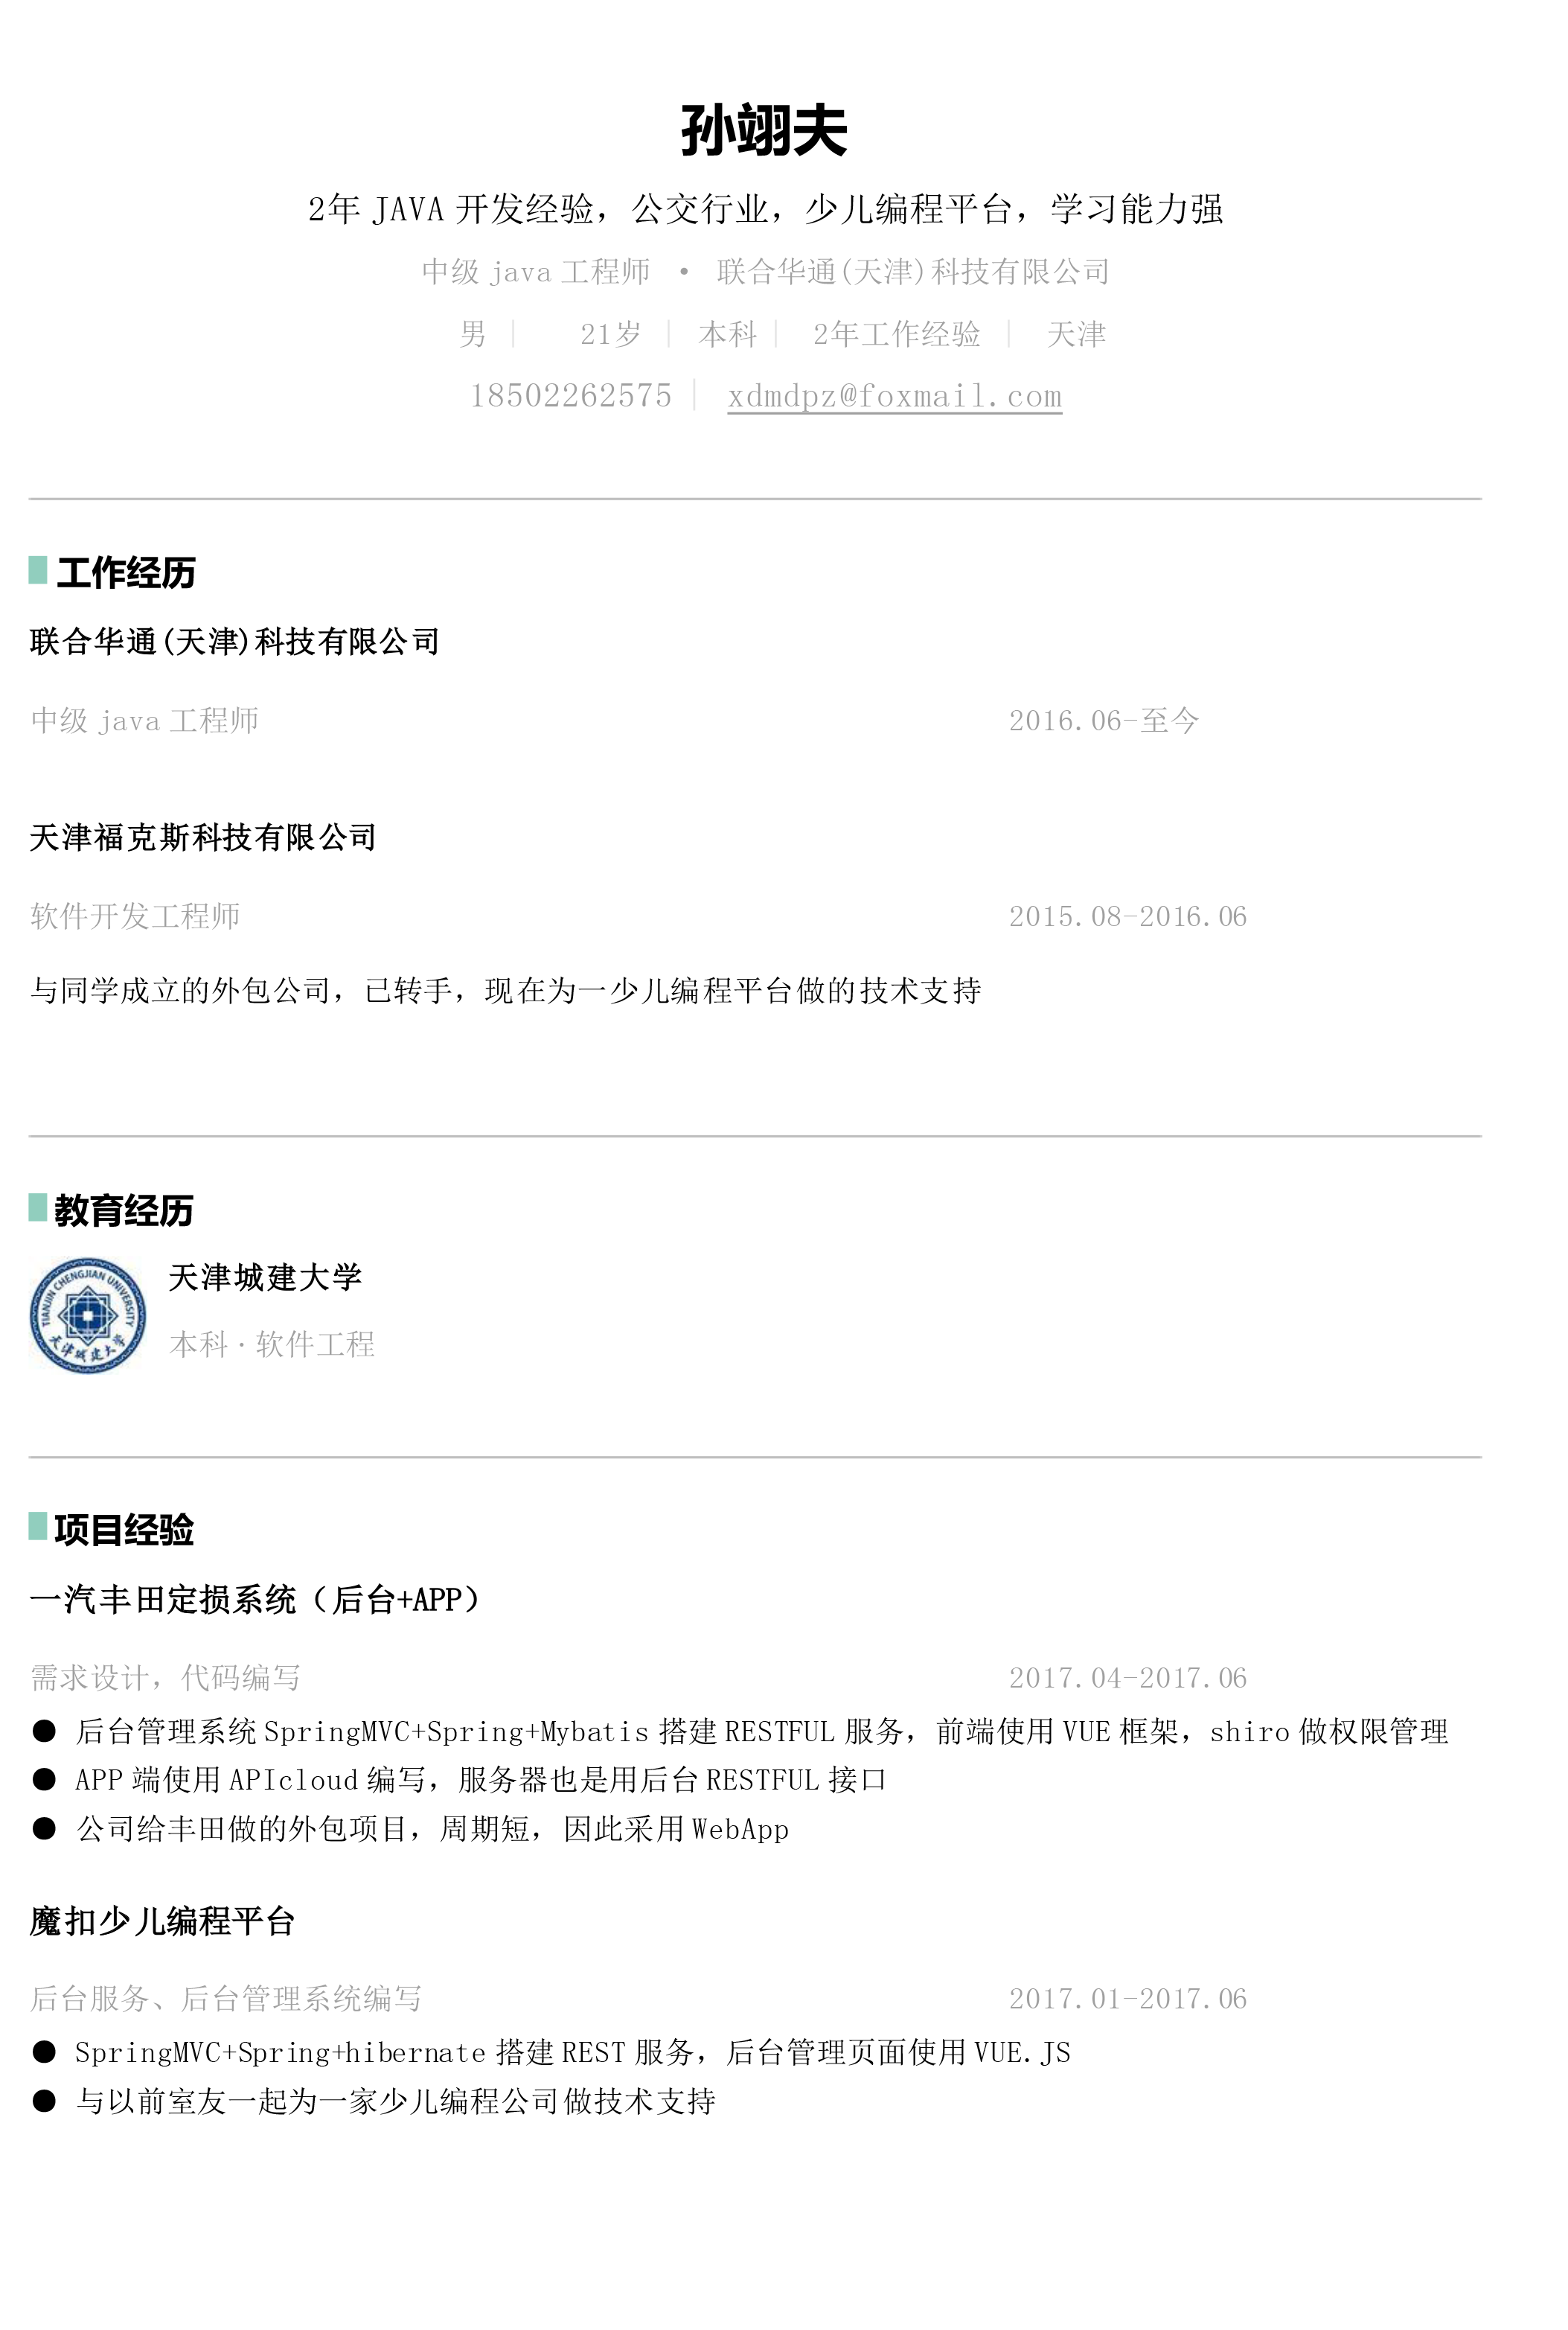 孙翊夫
2年 JAVA 开发经验，公交行业，少儿编程平台，学习能力强
中级 java 工程师 · 联合华通(天津)科技有限公司
男 | 21岁 | 本科 | 2年工作经验 | 天津
18502262575 | xdmdpz@foxmail.com
工作经历
联合华通(天津)科技有限公司
中级 java 工程师 2016.06-至今
天津福克斯科技有限公司
软件开发工程师 2015.08-2016.06
与同学成立的外包公司，已转手，现在为一少儿编程平台做的技术支持
教育经历
TIANJIN CHENGJIAN UNIVERSITY
天津城建大学
天津城建大学
本科 · 软件工程
项目经验
一汽丰田定损系统（后台+APP）
需求设计，代码编写 2017.04-2017.06
● 后台管理系统 SpringMVC+Spring+Mybatis 搭建 RESTFUL 服务，前端使用 VUE 框架，shiro 做权限管理
● APP 端使用 APIcloud 编写，服务器也是用后台 RESTFUL 接口
● 公司给丰田做的外包项目，周期短，因此采用 WebApp
魔扣少儿编程平台
后台服务、后台管理系统编写 2017.01-2017.06
● SpringMVC+Spring+hibernate 搭建 REST 服务，后台管理页面使用 VUE.JS
● 与以前室友一起为一家少儿编程公司做技术支持